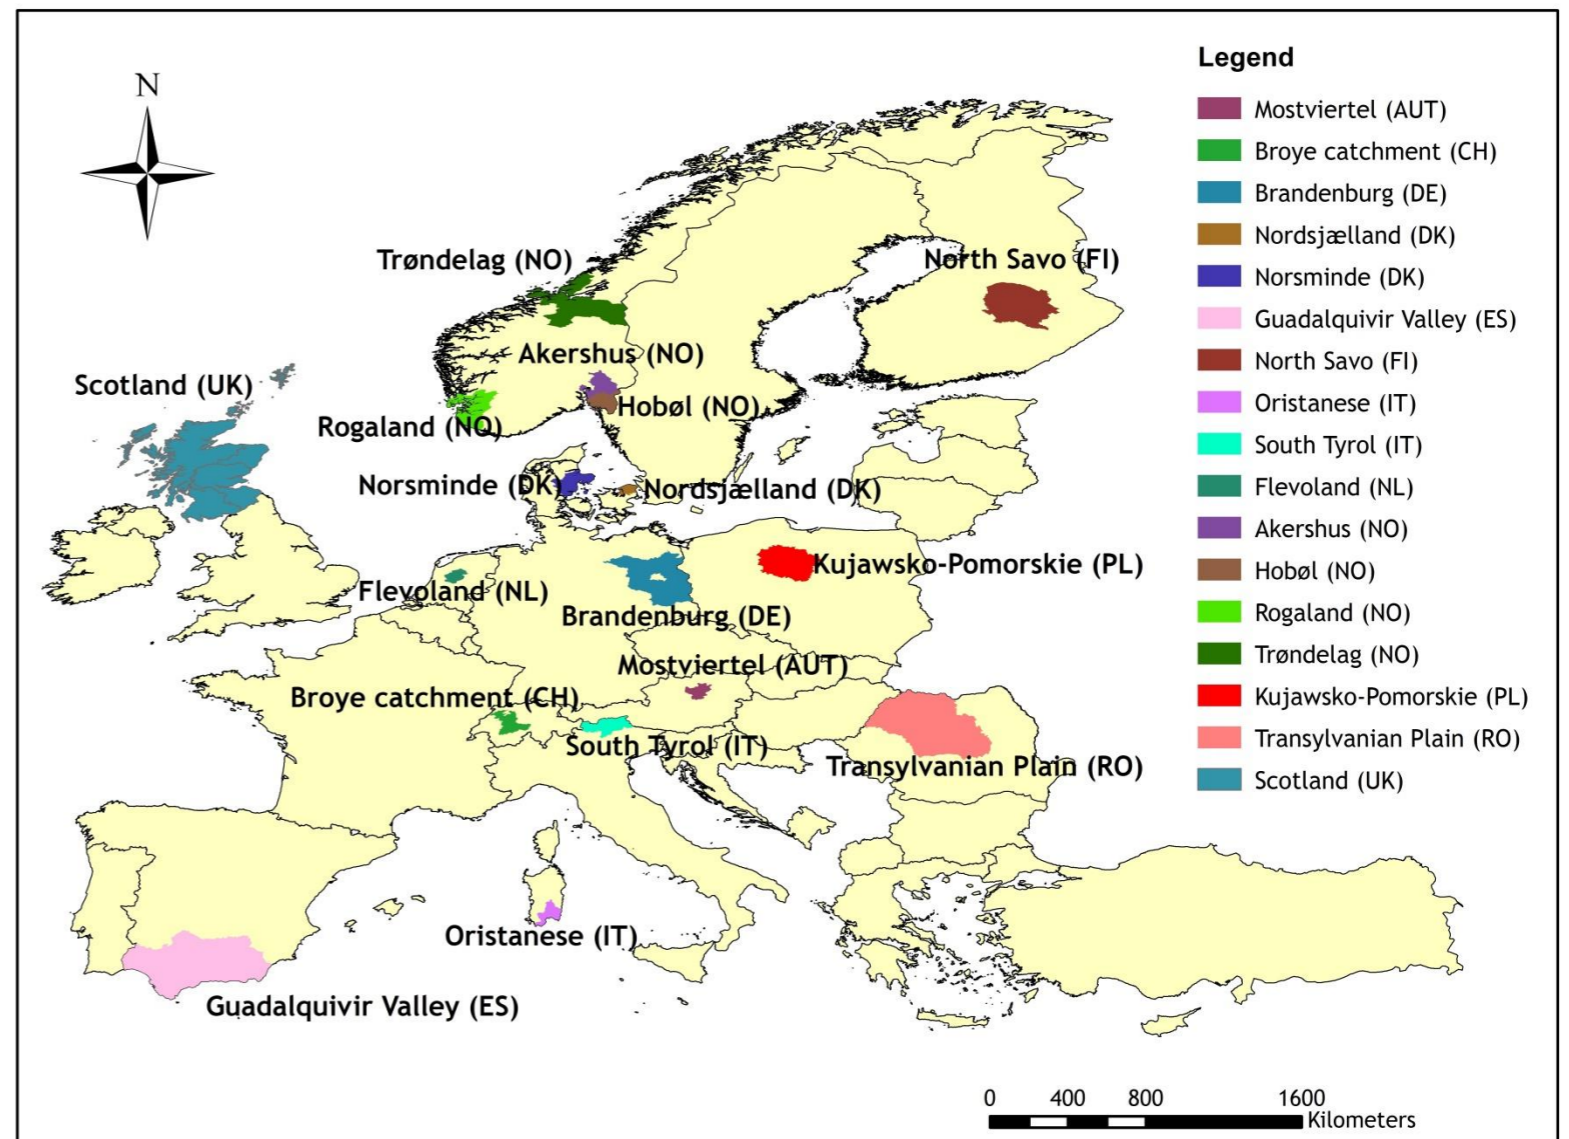 Legend
N
Mostviertel (AUT)
Broye catchment (CH)
Brandenburg (DE)
Nordsjælland (DK)
Norsminde (DK)
Guadalquivir Valley (ES)
North Savo (FI)
Oristanese (IT)
South Tyrol (IT)
Flevoland (NL)
Akershus (NO)
Hobøl (NO)
Rogaland (NO)
Trøndelag (NO)
Kujawsko-Pomorskie (PL)
Transylvanian Plain (RO)
Scotland (UK)
Trøndelag (NO)
North Savo (FI)
Akershus (NO)
Scotland (UK)
Hobøl (NO)
Rogaland (NO)
Norsminde (DK)
Nordsjælland (DK)
Kujawsko-Pomorskie (PL)
Flevoland (NL)
Brandenburg (DE)
Mostviertel (AUT)
Broye catchment (CH)
South Tyrol (IT)
Transylvanian Plain (RO)
Oristanese (IT)
Guadalquivir Valley (ES)
0 400 800 1600
Kilometers